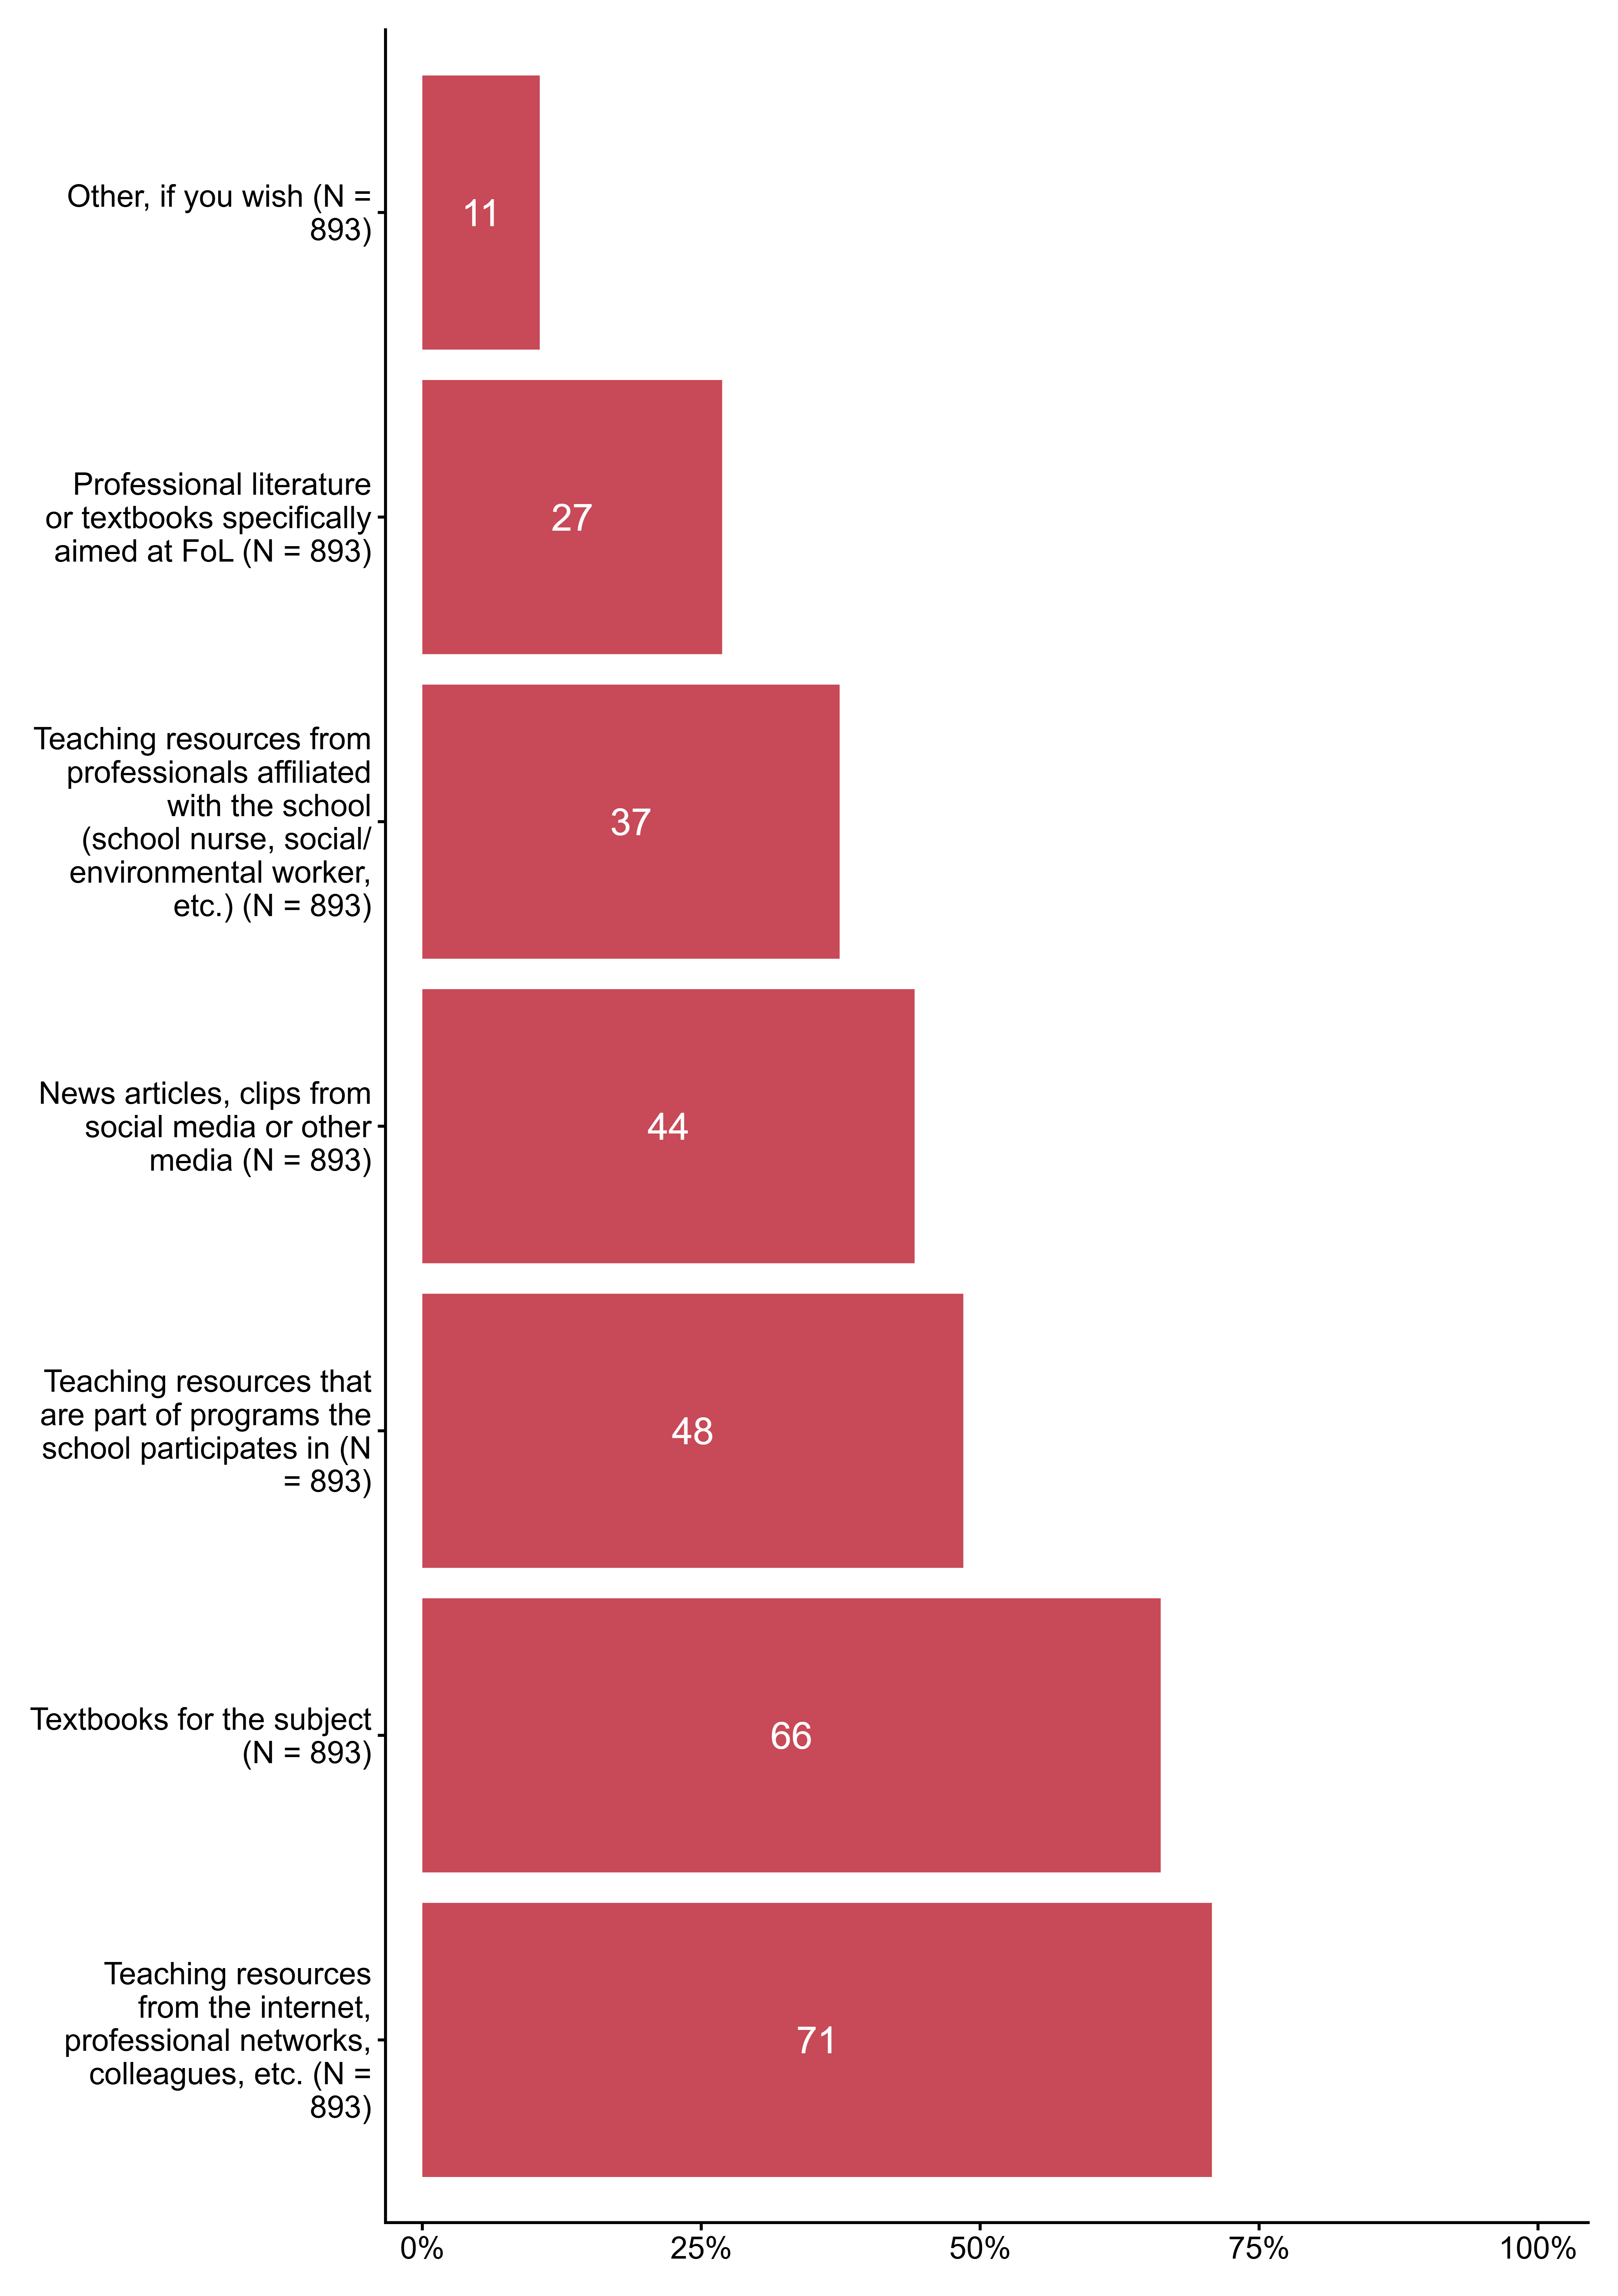 Other, if you wish (N =
893)
11
Professional literature
or textbooks specifically
aimed at FoL (N = 893)
27
Teaching resources from
professionals affiliated
with the school
(school nurse, social/
environmental worker,
etc.) (N = 893)
37
News articles, clips from
social media or other
media (N = 893)
44
Teaching resources that
are part of programs the
school participates in (N
= 893)
48
Textbooks for the subject
(N = 893)
66
Teaching resources
from the internet,
professional networks,
colleagues, etc. (N =
893)
71
0% 25% 50% 75% 100%